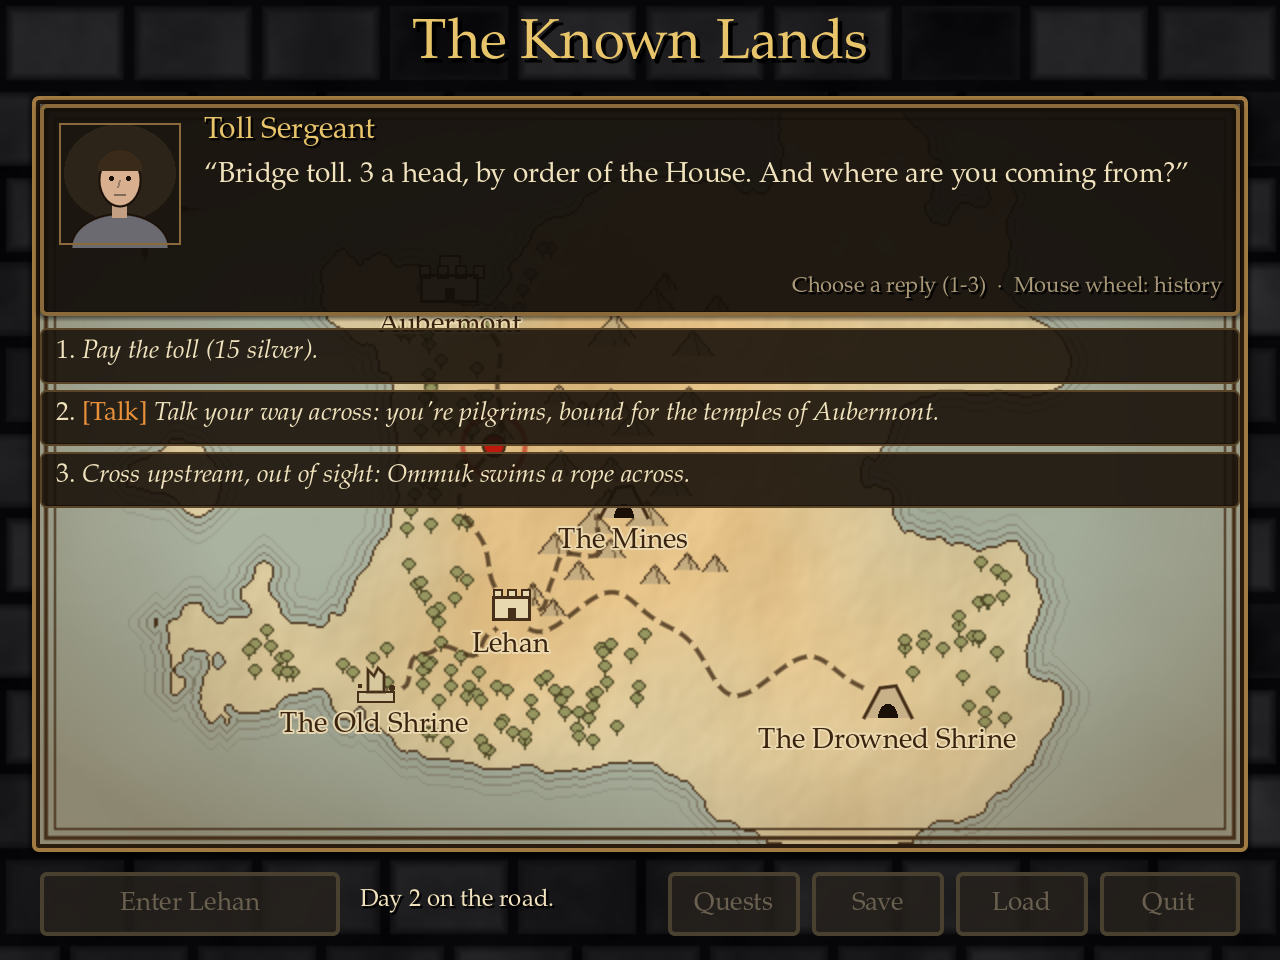 The Known Lands
Toll Sergeant
“Bridge toll. 3 a head, by order of the House. And where are you coming from?”
Choose a reply (1-3) · Mouse wheel: history
Aubermont
1. Pay the toll (15 silver).
2. [Talk] Talk your way across: you're pilgrims, bound for the temples of Aubermont.
3. Cross upstream, out of sight: Ommuk swims a rope across.
The Mines
Lehan
The Old Shrine
The Drowned Shrine
Enter Lehan
Day 2 on the road.
Quests
Save
Load
Quit